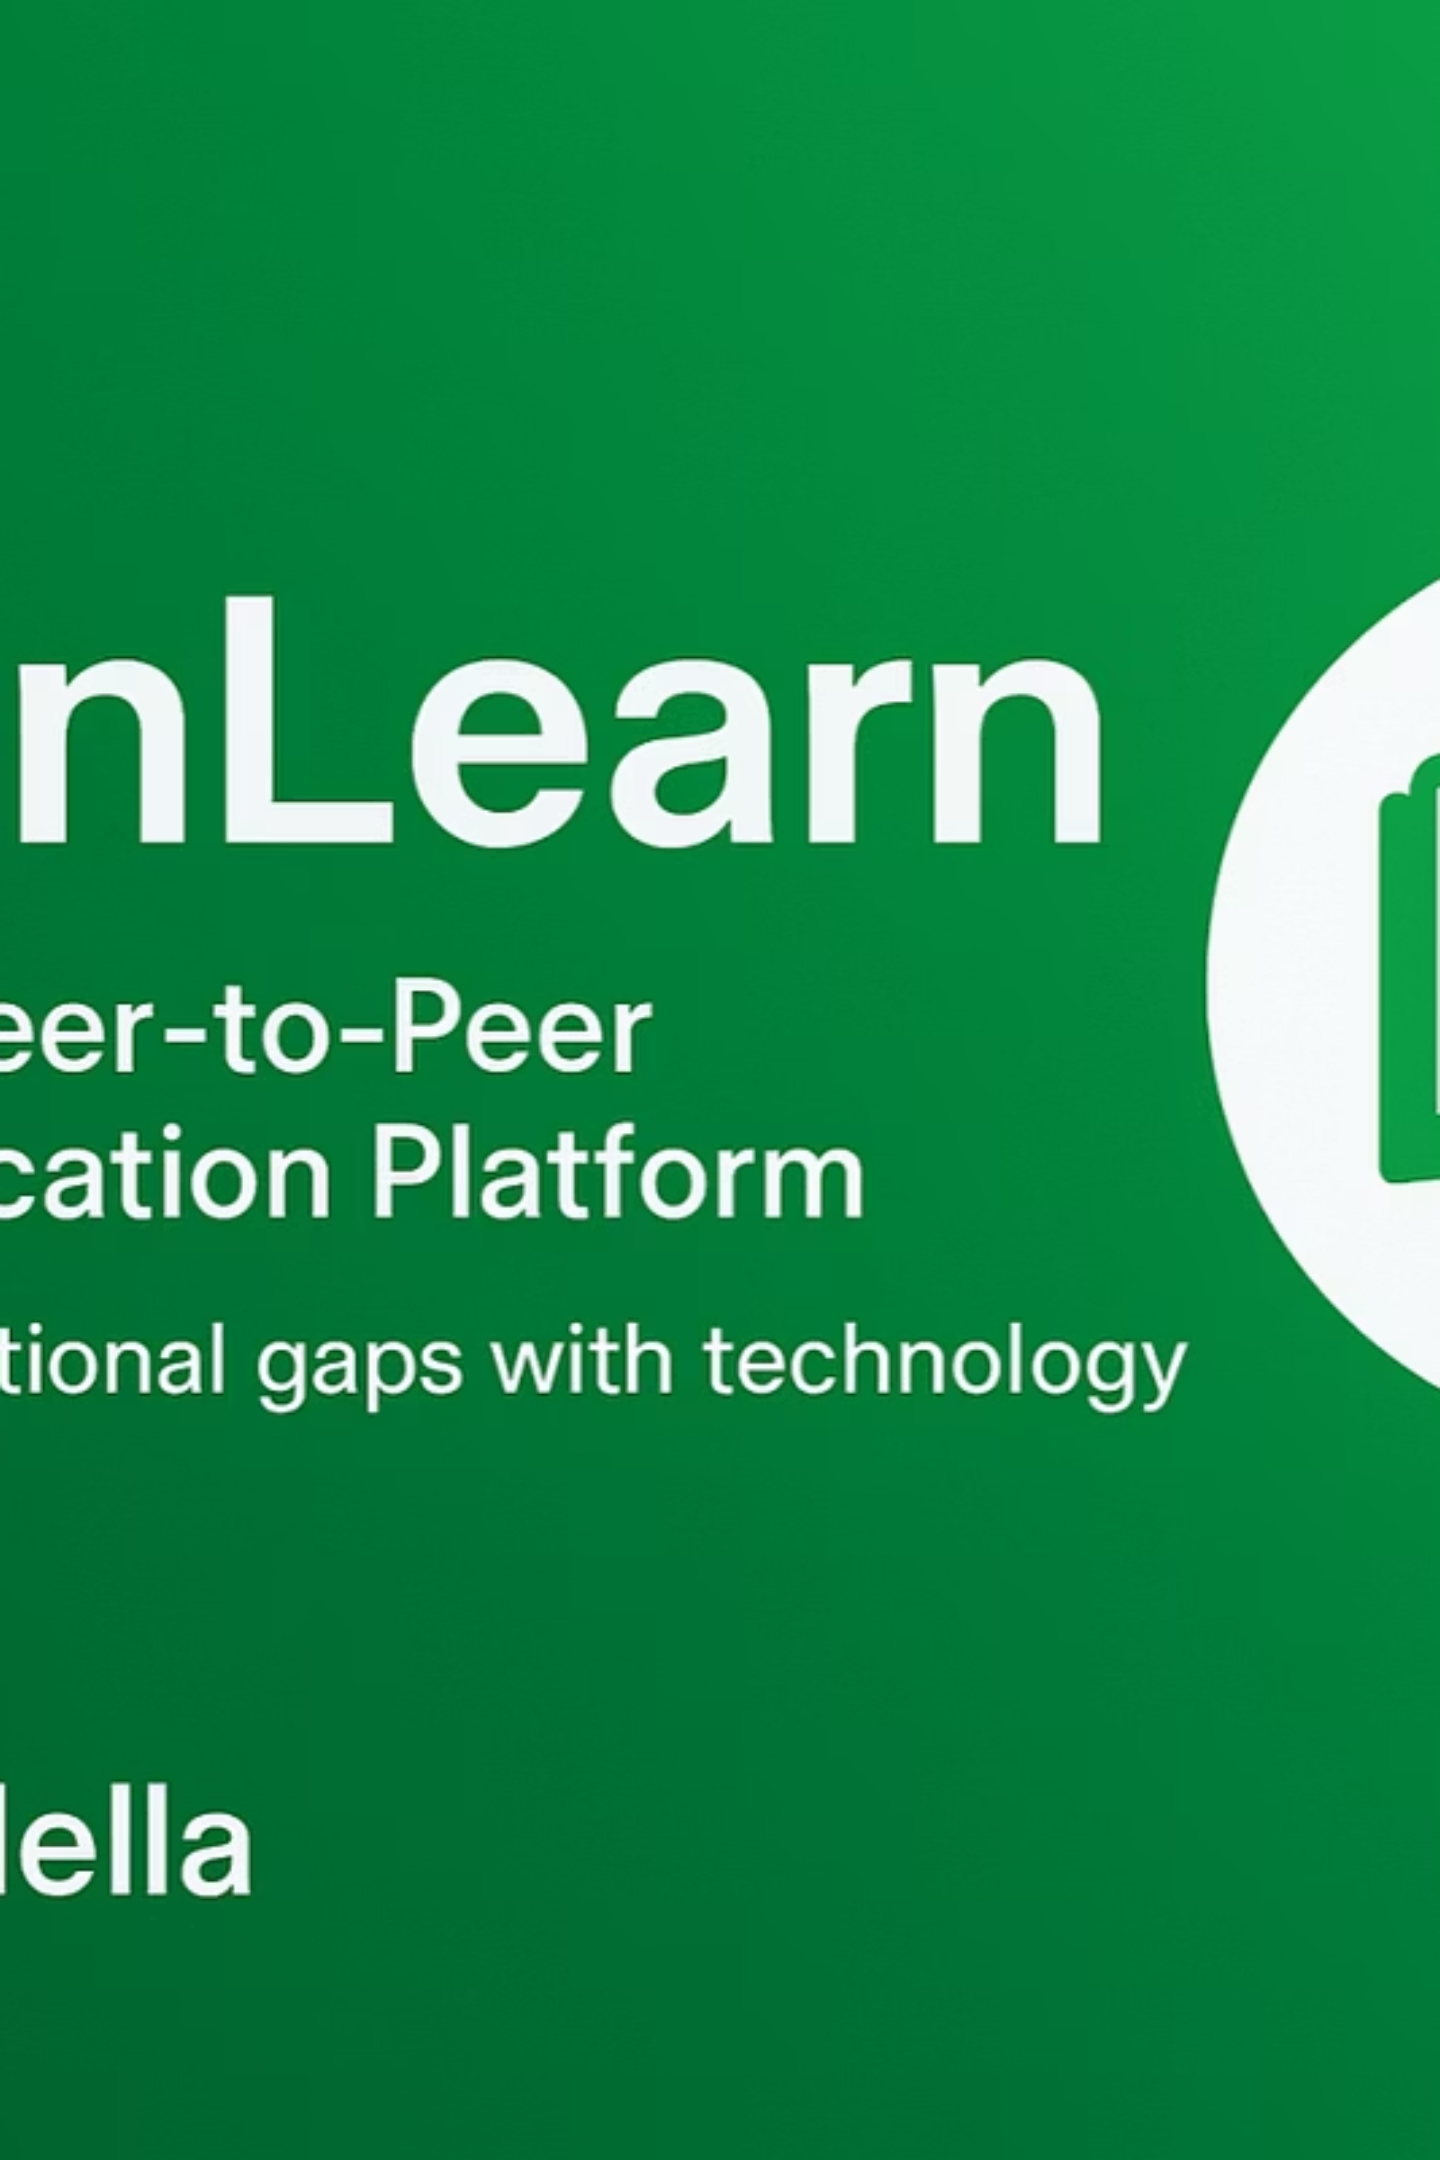 nLearn
eer-to-Peer
cation Platform
tional gaps with technology
lella